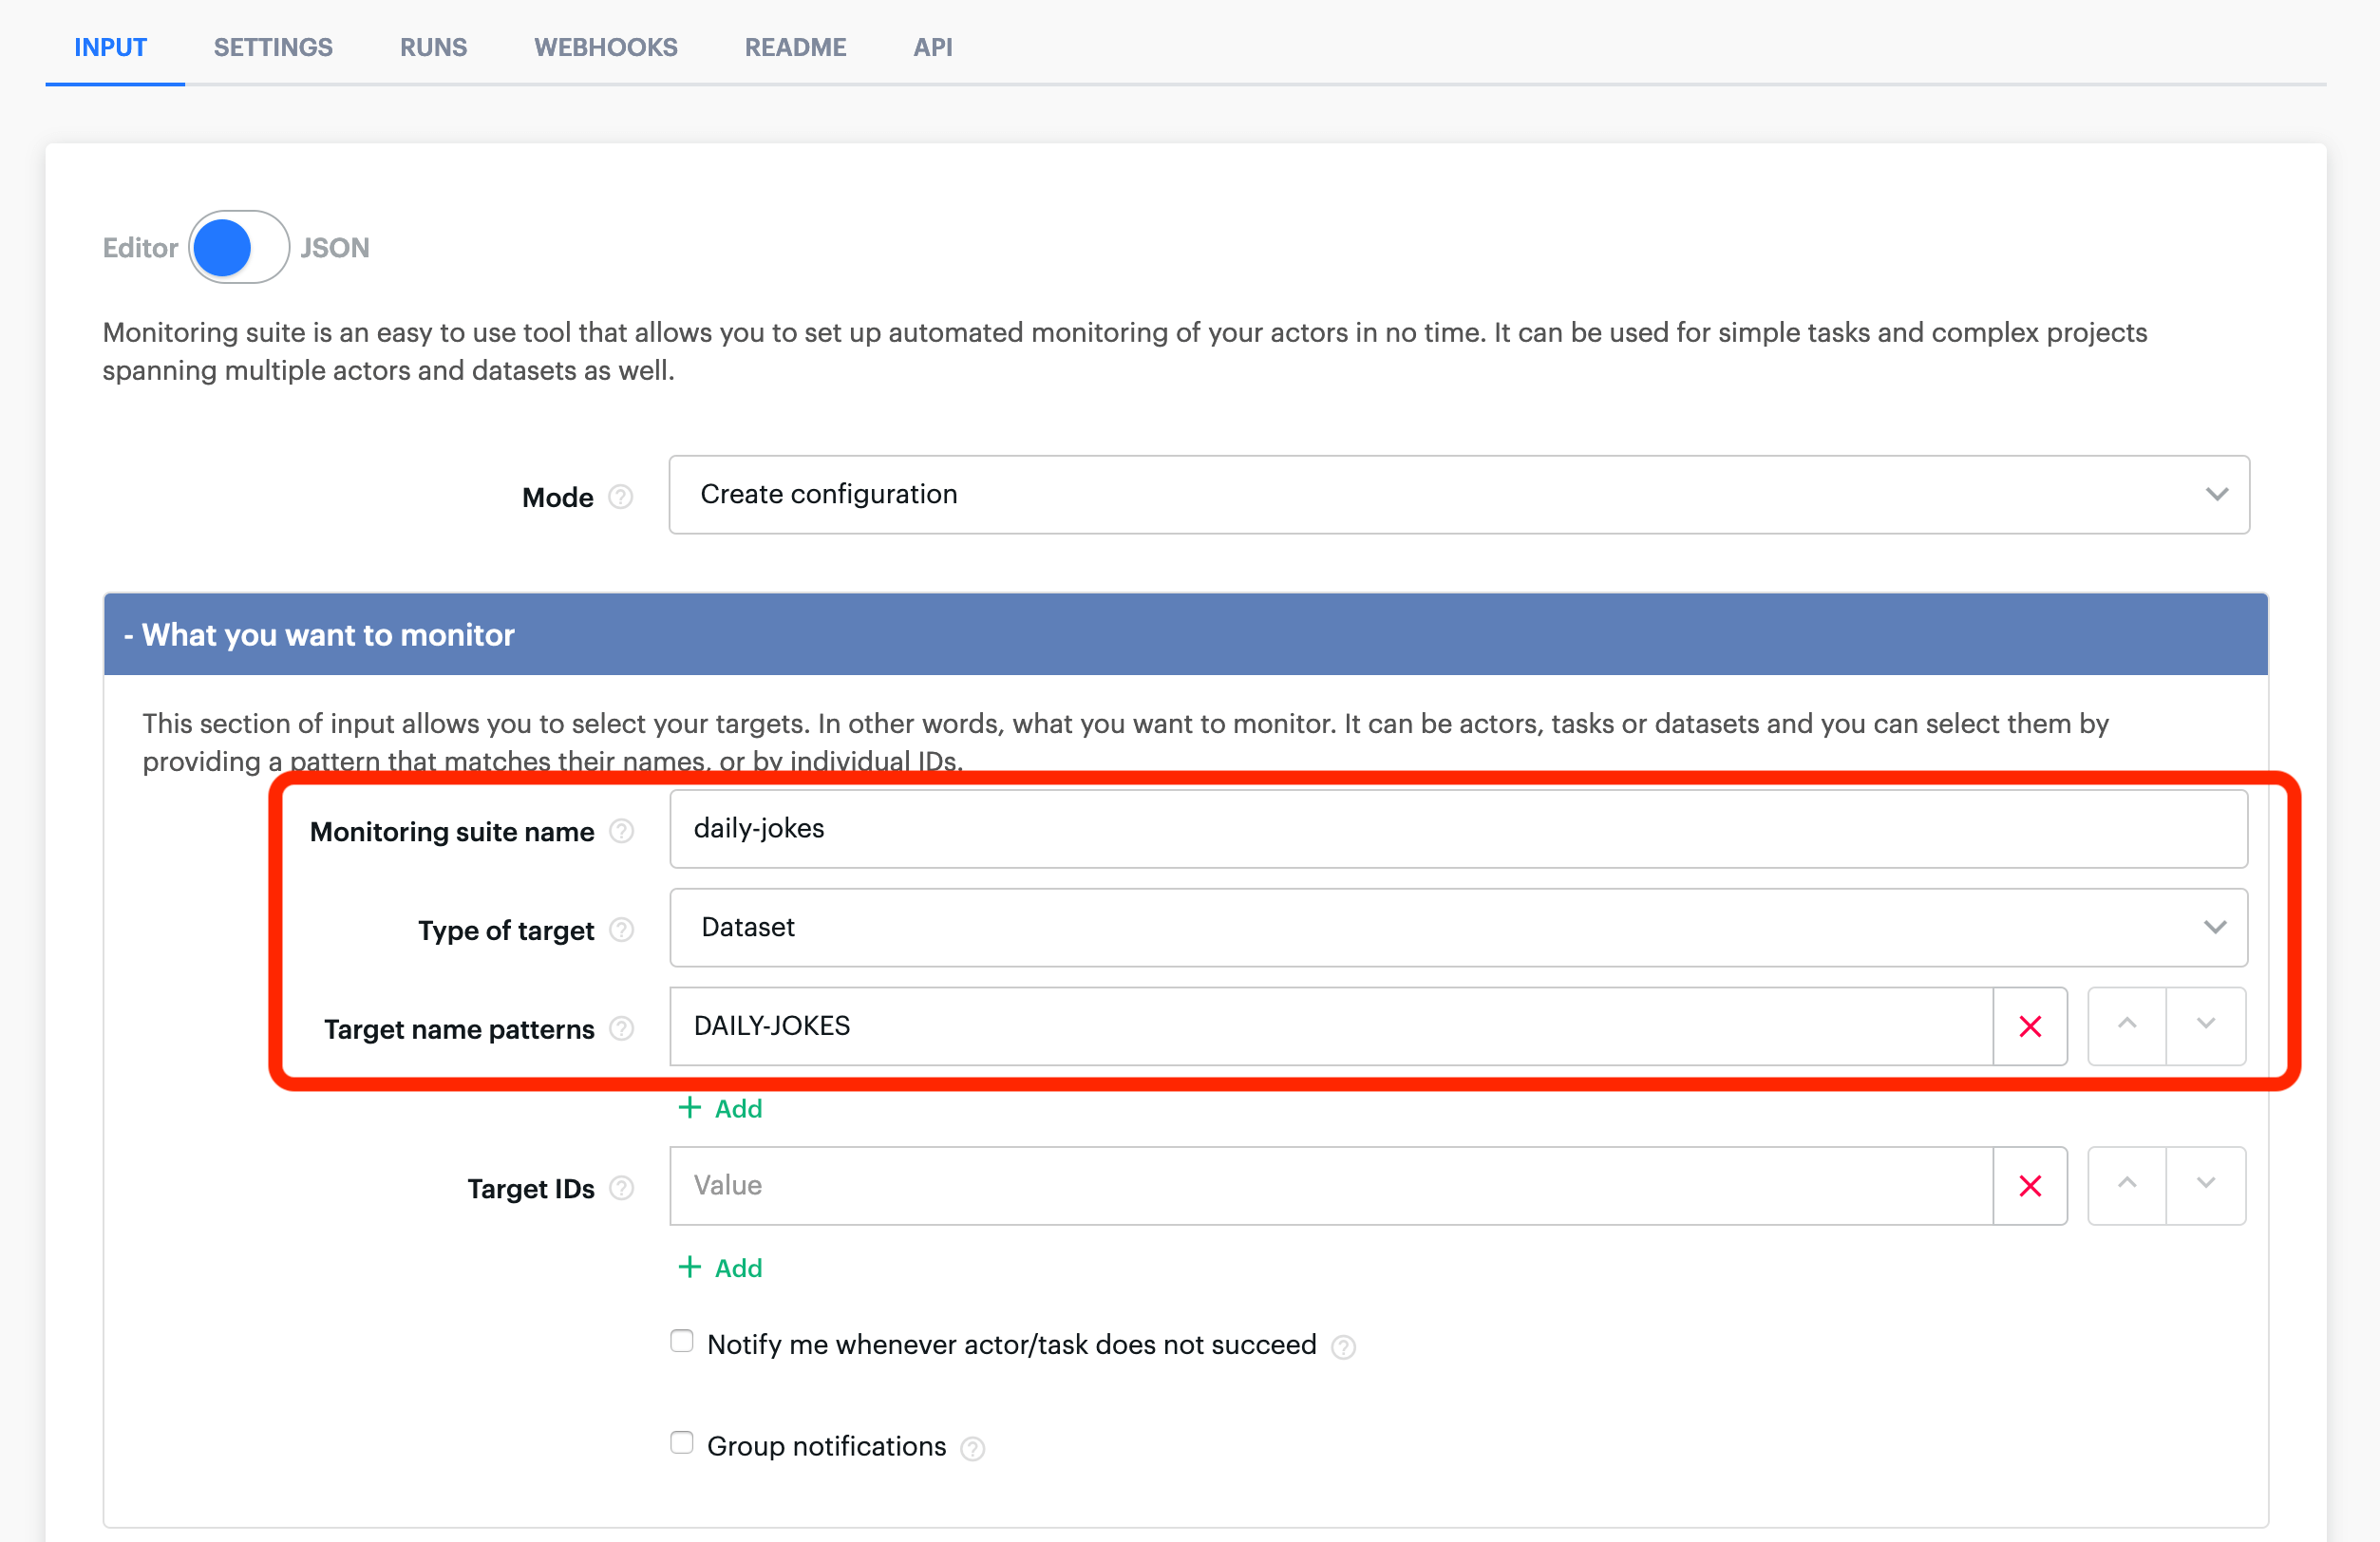 INPUT SETTINGS RUNS WEBHOOKS README API
Editor JSON
Monitoring suite is an easy to use tool that allows you to set up automated monitoring of your actors in no time. It can be used for simple tasks and complex projects
spanning multiple actors and datasets as well.
Mode ? Create configuration
- What you want to monitor
This section of input allows you to select your targets. In other words, what you want to monitor. It can be actors, tasks or datasets and you can select them by
providing a pattern that matches their names, or by individual IDs.
Monitoring suite name ? daily-jokes
Type of target ? Dataset
Target name patterns ? DAILY-JOKES
+ Add
Target IDs ? Value
+ Add
Notify me whenever actor/task does not succeed ?
Group notifications ?